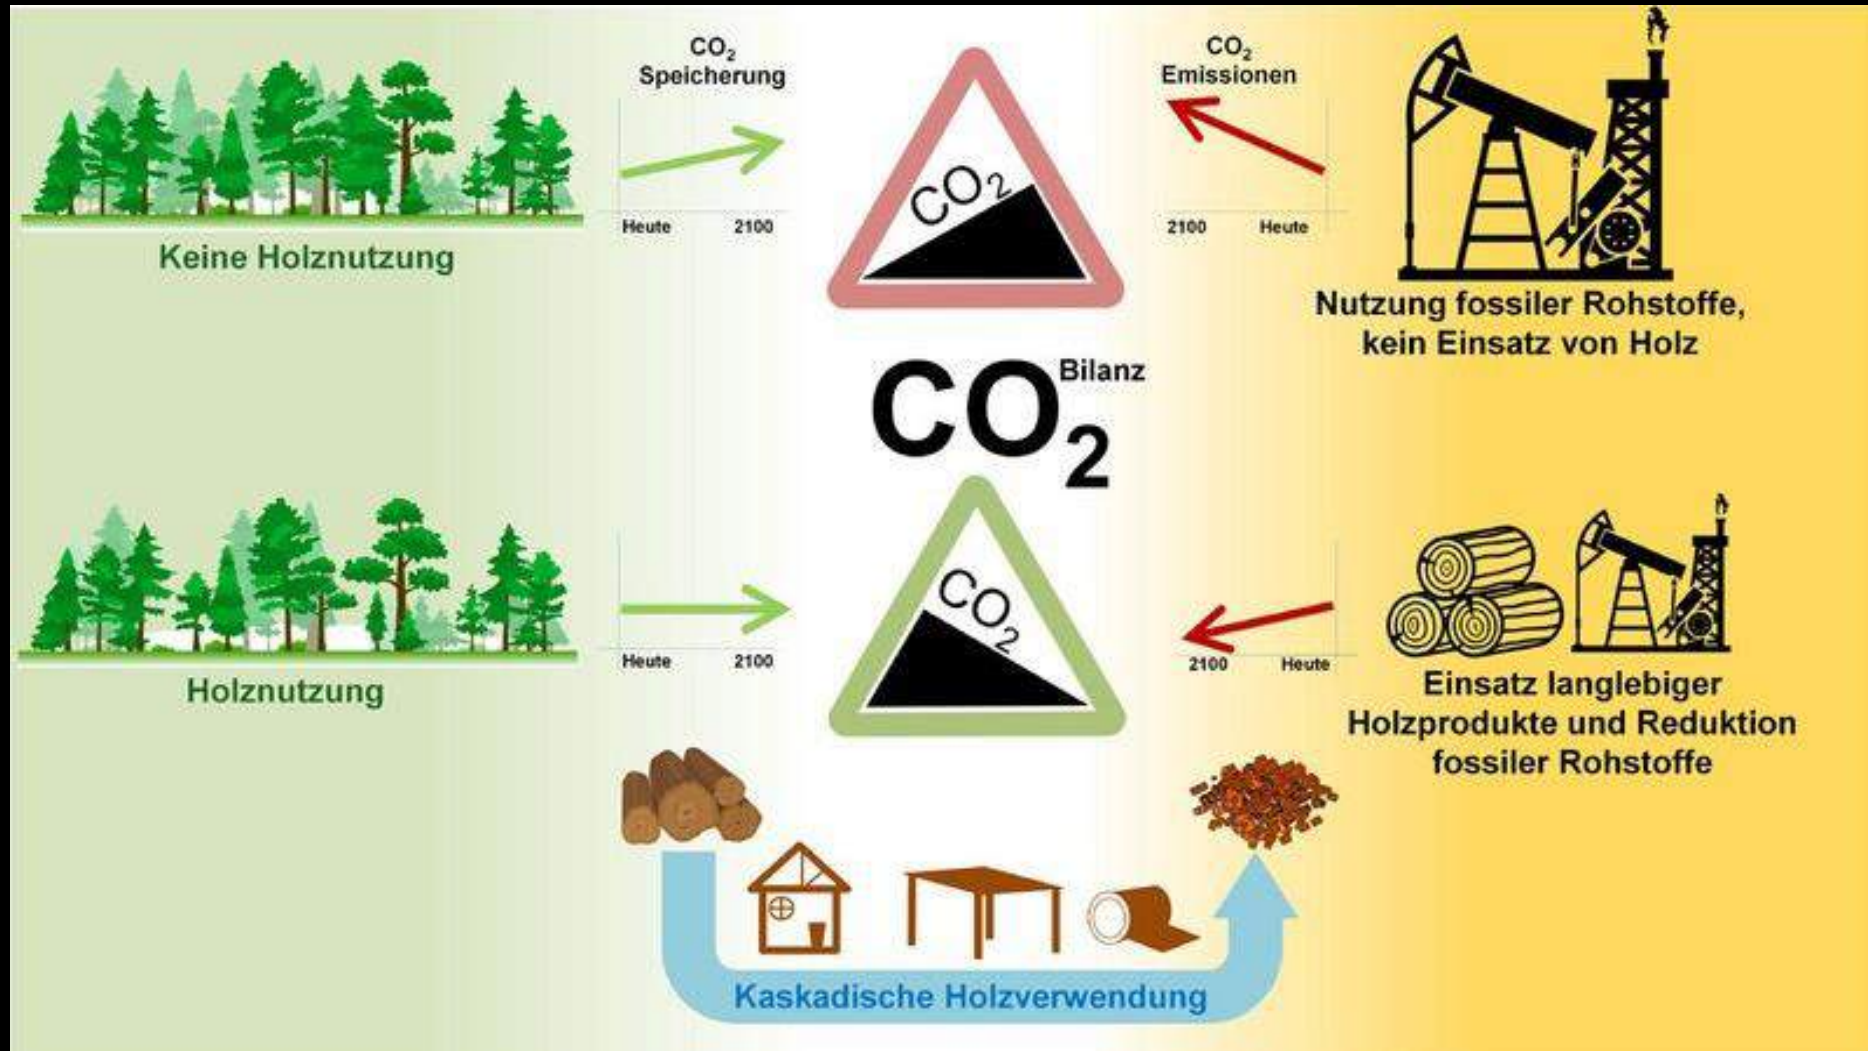 CO₂
Speicherung
CO₂
Emissionen
CO₂
Heute 2100
2100 Heute
Keine Holznutzung
Nutzung fossiler Rohstoffe,
kein Einsatz von Holz
CO₂ Bilanz
CO₂
Heute 2100
2100 Heute
Holznutzung
Einsatz langlebiger
Holzprodukte und Reduktion
fossiler Rohstoffe
Kaskadische Holzverwendung